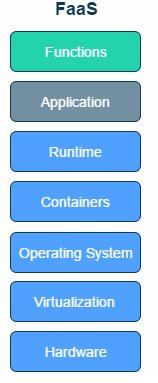 FaaS
Functions
Application
Runtime
Containers
Operating System
Virtualization
Hardware